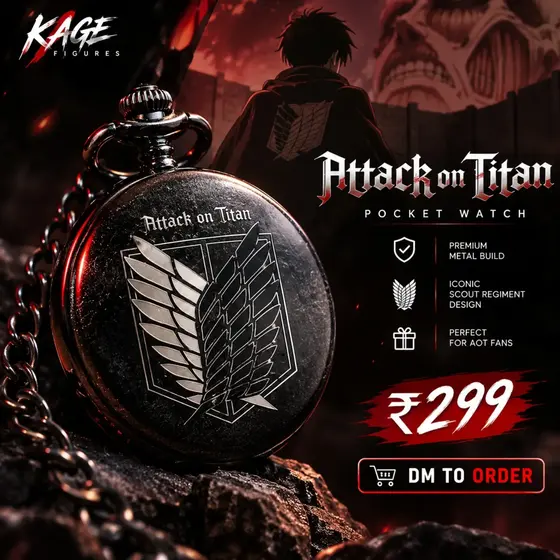 KAGE
FIGURES
Attack on Titan
Attack on Titan
POCKET WATCH
PREMIUM
METAL BUILD
ICONIC
SCOUT REGIMENT
DESIGN
PERFECT
FOR AOT FANS
₹299
DM TO ORDER